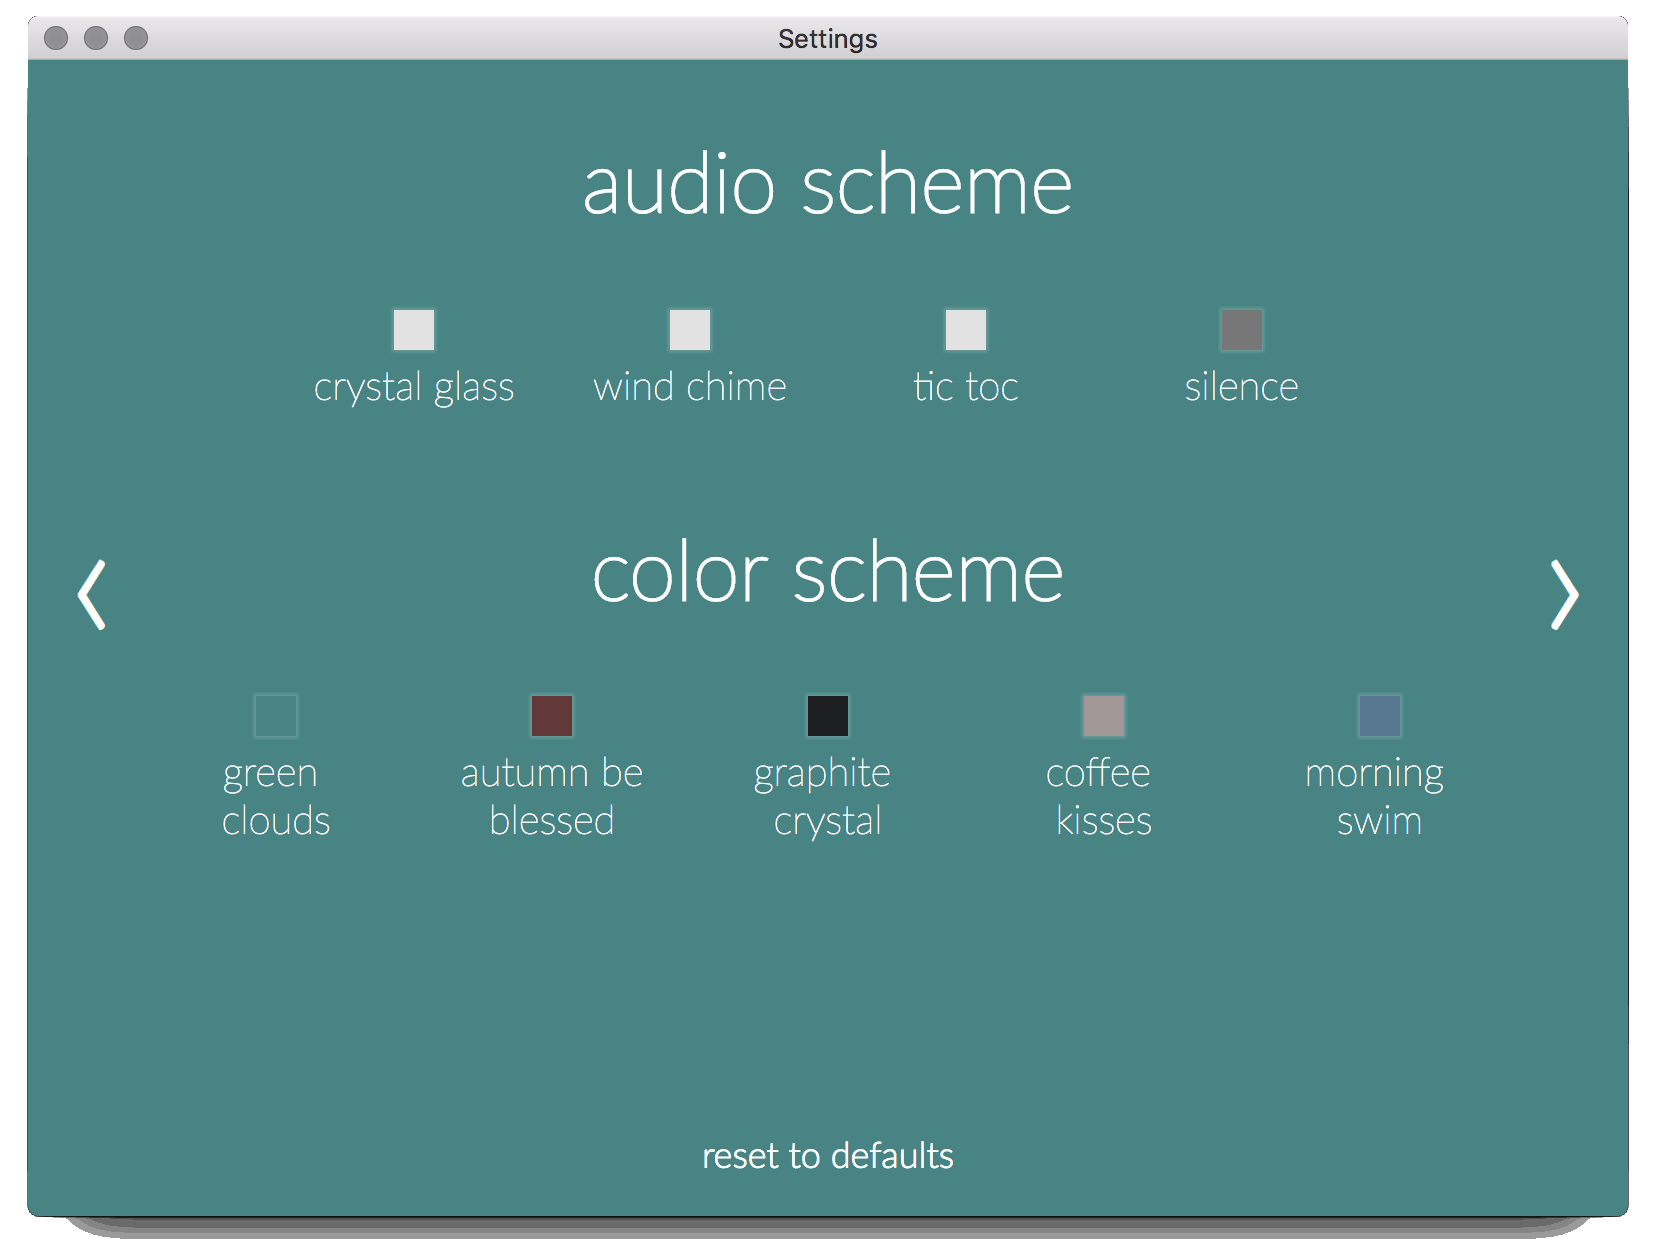 Settings
audio scheme
crystal glass
wind chime
tic toc
silence
color scheme
green
clouds
autumn be
blessed
graphite
crystal
coffee
kisses
morning
swim
reset to defaults